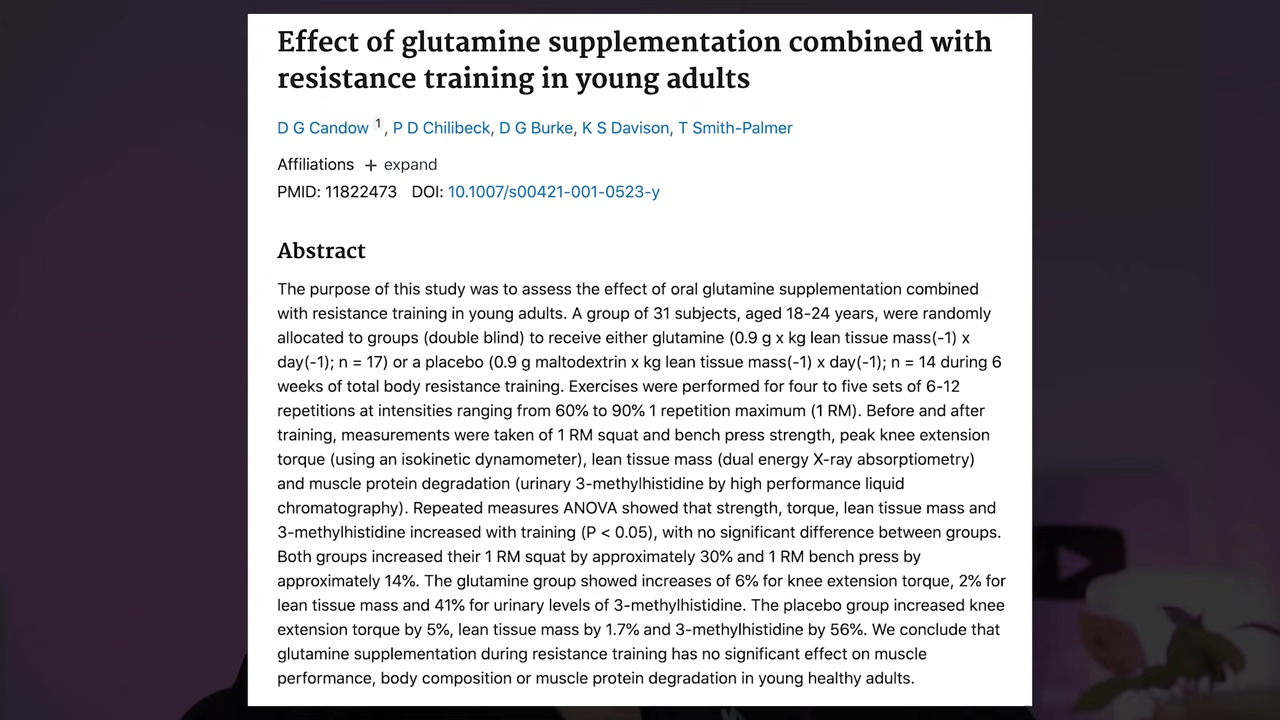 Effect of glutamine supplementation combined with
resistance training in young adults
D G Candow 1, P D Chilibeck, D G Burke, K S Davison, T Smith-Palmer
Affiliations + expand
PMID: 11822473 DOI: 10.1007/s00421-001-0523-y
Abstract
The purpose of this study was to assess the effect of oral glutamine supplementation combined
with resistance training in young adults. A group of 31 subjects, aged 18-24 years, were randomly
allocated to groups (double blind) to receive either glutamine (0.9 g x kg lean tissue mass(-1) x
day(-1); n = 17) or a placebo (0.9 g maltodextrin x kg lean tissue mass(-1) x day(-1); n = 14 during 6
weeks of total body resistance training. Exercises were performed for four to five sets of 6-12
repetitions at intensities ranging from 60% to 90% 1 repetition maximum (1 RM). Before and after
training, measurements were taken of 1 RM squat and bench press strength, peak knee extension
torque (using an isokinetic dynamometer), lean tissue mass (dual energy X-ray absorptiometry)
and muscle protein degradation (urinary 3-methylhistidine by high performance liquid
chromatography). Repeated measures ANOVA showed that strength, torque, lean tissue mass and
3-methylhistidine increased with training (P < 0.05), with no significant difference between groups.
Both groups increased their 1 RM squat by approximately 30% and 1 RM bench press by
approximately 14%. The glutamine group showed increases of 6% for knee extension torque, 2% for
lean tissue mass and 41% for urinary levels of 3-methylhistidine. The placebo group increased knee
extension torque by 5%, lean tissue mass by 1.7% and 3-methylhistidine by 56%. We conclude that
glutamine supplementation during resistance training has no significant effect on muscle
performance, body composition or muscle protein degradation in young healthy adults.